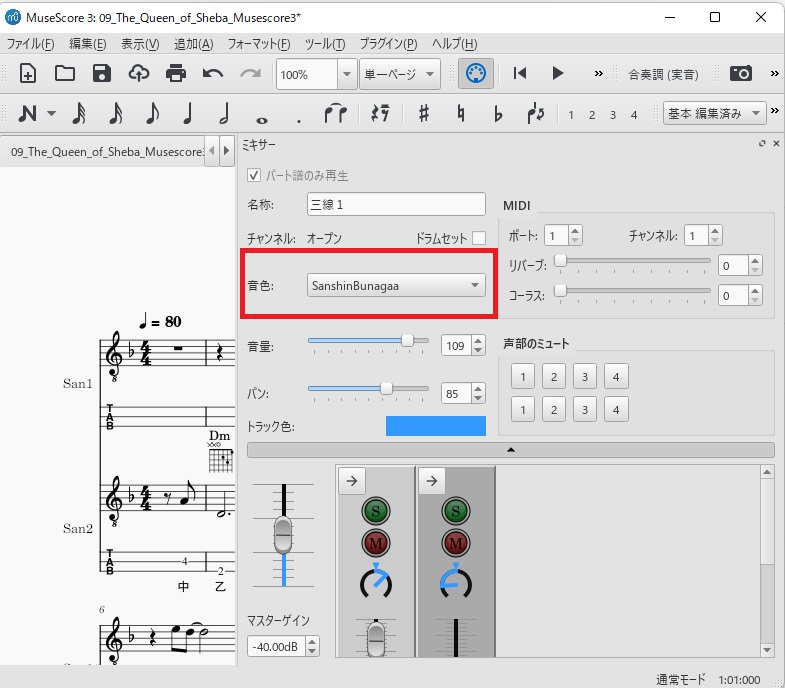 MuseScore 3: 09_The_Queen_of_Sheba_Musescore3*
ファイル(F) 編集(E) 表示(V) 追加(A) フォーマット(F) ツール(T) プラグイン(P) ヘルプ(H)
100% 単一ページ 合奏調 (実音)
1 2 3 4 基本 編集済み
09_The_Queen_of_Sheba_Musescore
ミキサー
パート譜のみ再生
名称: 三線 1
チャンネル: オープン ドラムセット
音色: SanshinBunagaa
音量: 109
パン: 85
トラック色:
MIDI
ポート: 1 チャンネル: 1
リバーブ: 0
コーラス: 0
声部のミュート
1 2 3 4
1 2 3 4
= 80
San1
T
A
B
Dm
San2
T
A
B
4
2
中 乙
6
S S
M M
マスターゲイン
-40.00dB
通常モード 1:01:000